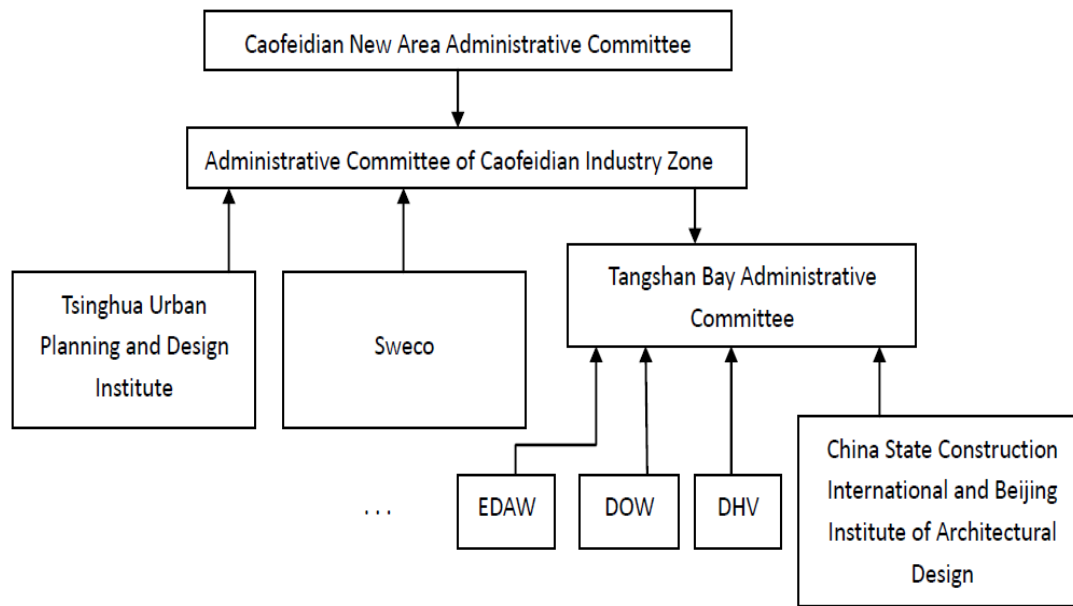 Caofeidian New Area Administrative Committee
Administrative Committee of Caofeidian Industry Zone
Tangshan Bay Administrative
Committee
Tsinghua Urban
Planning and Design
Institute
Sweco
China State Construction
International and Beijing
Institute of Architectural
Design
...
EDAW
DOW
DHV